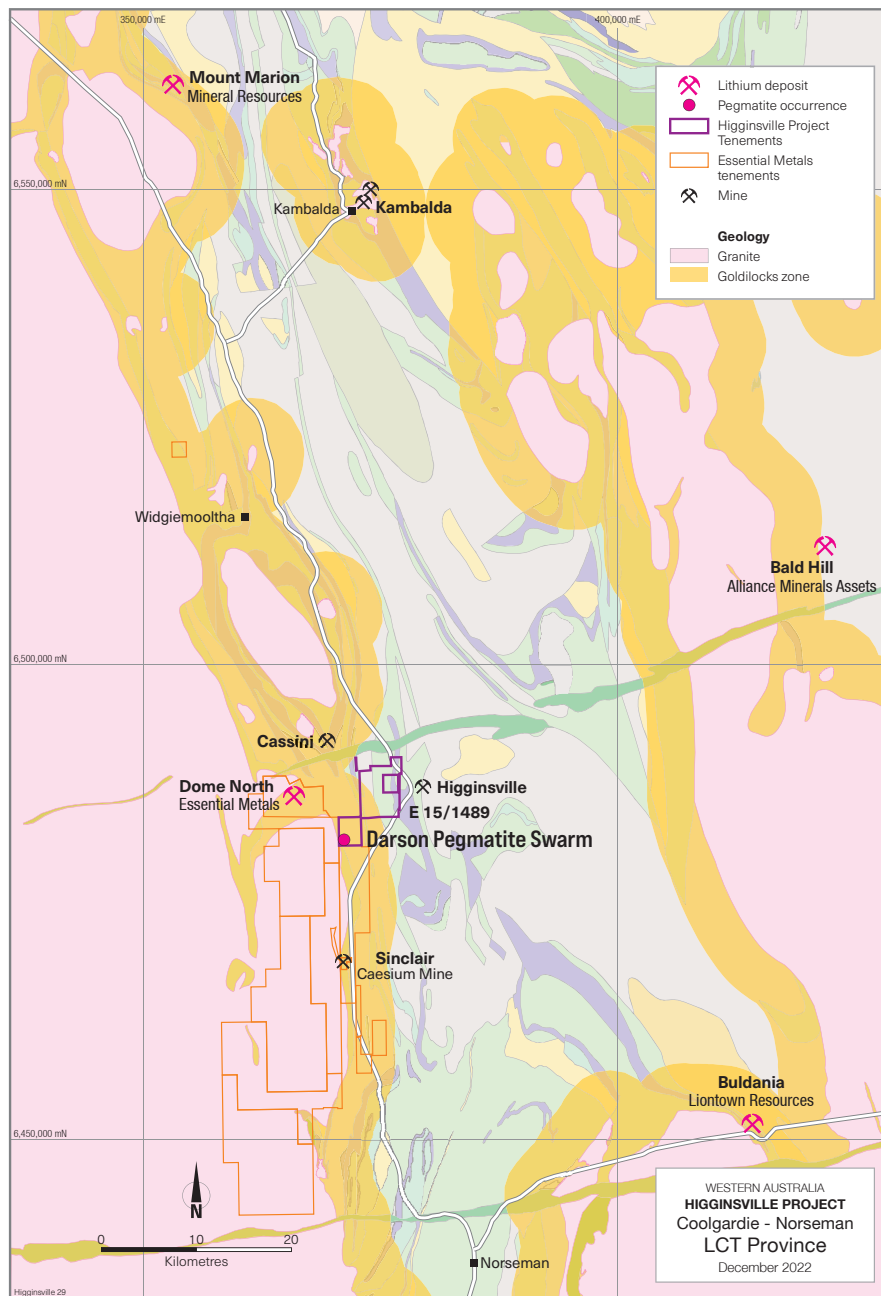 350,000 mE
400,000 mE
Mount Marion
Mineral Resources
Lithium deposit
Pegmatite occurrence
Higginsville Project
Tenements
Essential Metals
tenements
Mine
Geology
Granite
Goldilocks zone
6,550,000 mN
Kambalda
Kambalda
Widgiemooltha
Bald Hill
Alliance Minerals Assets
6,500,000 mN
Cassini
Dome North
Essential Metals
Higginsville
E 15/1489
Darson Pegmatite Swarm
Sinclair
Caesium Mine
Buldania
Liontown Resources
6,450,000 mN
N
0 10 20
Kilometres
Norseman
WESTERN AUSTRALIA
HIGGINSVILLE PROJECT
Coolgardie - Norseman
LCT Province
December 2022
Higginsville 29